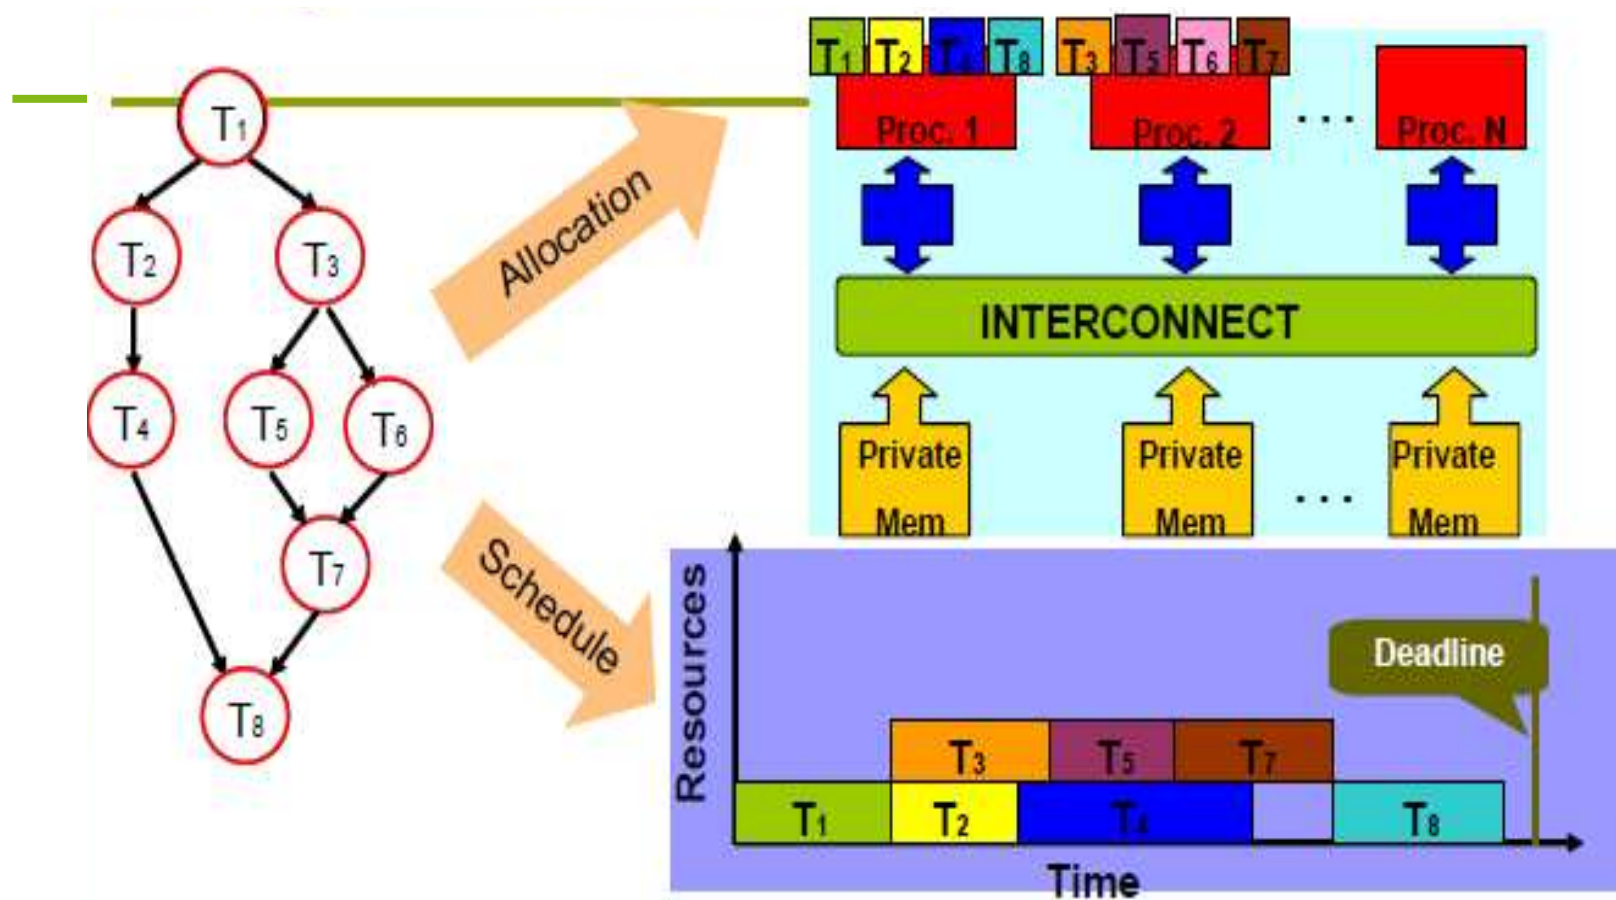 T1
T2
T3
T4
T5
T6
T7
T8
Allocation
Schedule
T1 T2 T4 T8 T3 T5 T6 T7
Proc. 1 Proc. 2 ... Proc. N
INTERCONNECT
Private Private Private
Mem Mem ... Mem
Resources
Deadline
T3 T5 T7
T1 T2 T4 T8
Time